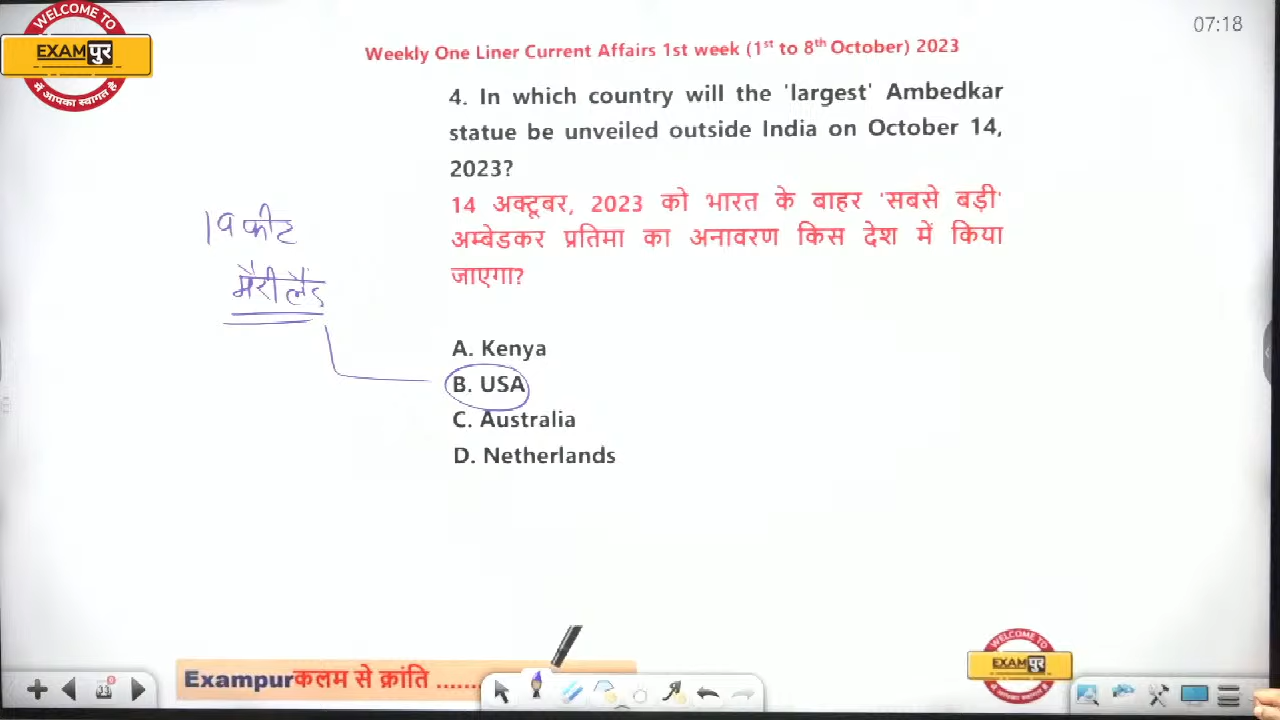 WELCOME TO
EXAMपुर
में आपका स्वागत है
07:18
Weekly One Liner Current Affairs 1st week (1st to 8th October) 2023
4. In which country will the 'largest' Ambedkar
statue be unveiled outside India on October 14,
2023?
14 अक्टूबर, 2023 को भारत के बाहर 'सबसे बड़ी'
अम्बेडकर प्रतिमा का अनावरण किस देश में किया
जाएगा?
19 फीट
मैरीलैंड
A. Kenya
B. USA
C. Australia
D. Netherlands
Exampurकलम से क्रांति .......
WELCOME TO
EXAMपुर
में आपका स्वागत है